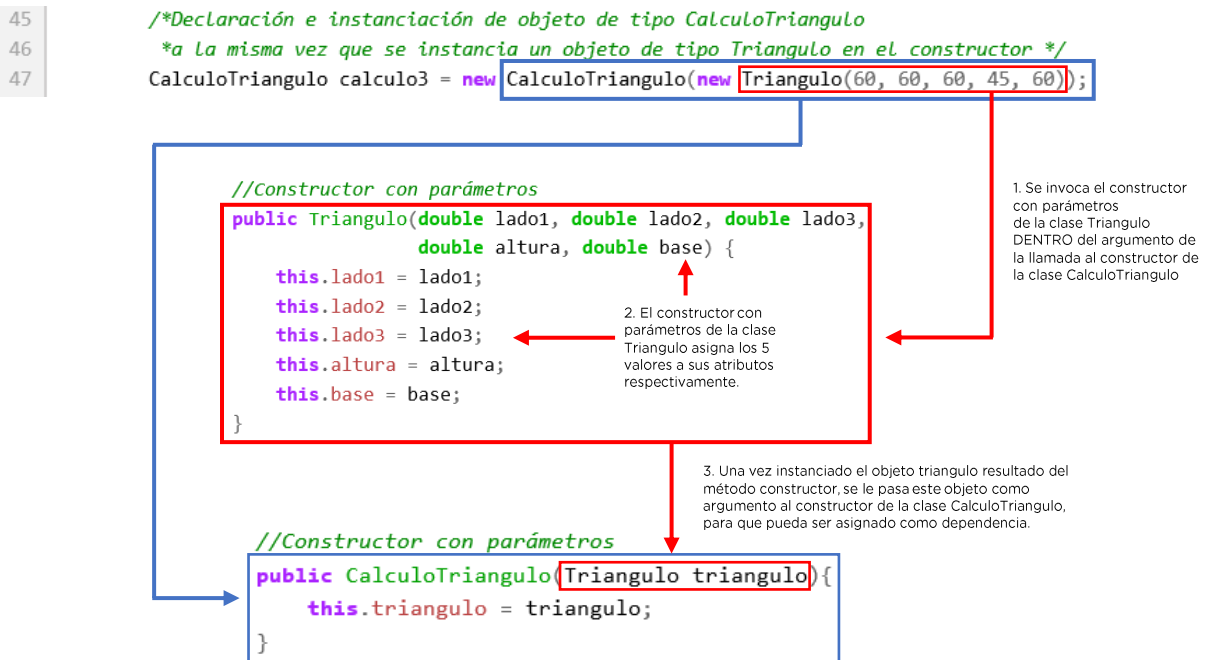 45 /*Declaración e instanciación de objeto de tipo CalculoTriangulo
46 *a la misma vez que se instancia un objeto de tipo Triangulo en el constructor */
47 CalculoTriangulo calculo3 = new CalculoTriangulo(new Triangulo(60, 60, 60, 45, 60));
1. Se invoca el constructor
con parámetros
de la clase Triangulo
DENTRO del argumento de
la llamada al constructor de
la clase CalculoTriangulo
//Constructor con parámetros
public Triangulo(double lado1, double lado2, double lado3,
double altura, double base) {
this.lado1 = lado1;
this.lado2 = lado2;
this.lado3 = lado3;
this.altura = altura;
this.base = base;
}
2. El constructor con
parámetros de la clase
Triangulo asigna los 5
valores a sus atributos
respectivamente.
3. Una vez instanciado el objeto triangulo resultado del
método constructor, se le pasa este objeto como
argumento al constructor de la clase CalculoTriangulo,
para que pueda ser asignado como dependencia.
//Constructor con parámetros
public CalculoTriangulo(Triangulo triangulo){
this.triangulo = triangulo;
}